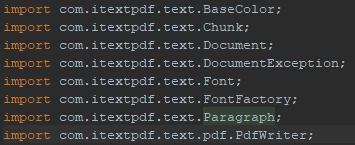 import com.itextpdf.text.BaseColor;
import com.itextpdf.text.Chunk;
import com.itextpdf.text.Document;
import com.itextpdf.text.DocumentException;
import com.itextpdf.text.Font;
import com.itextpdf.text.FontFactory;
import com.itextpdf.text.Paragraph;
import com.itextpdf.text.pdf.PdfWriter;